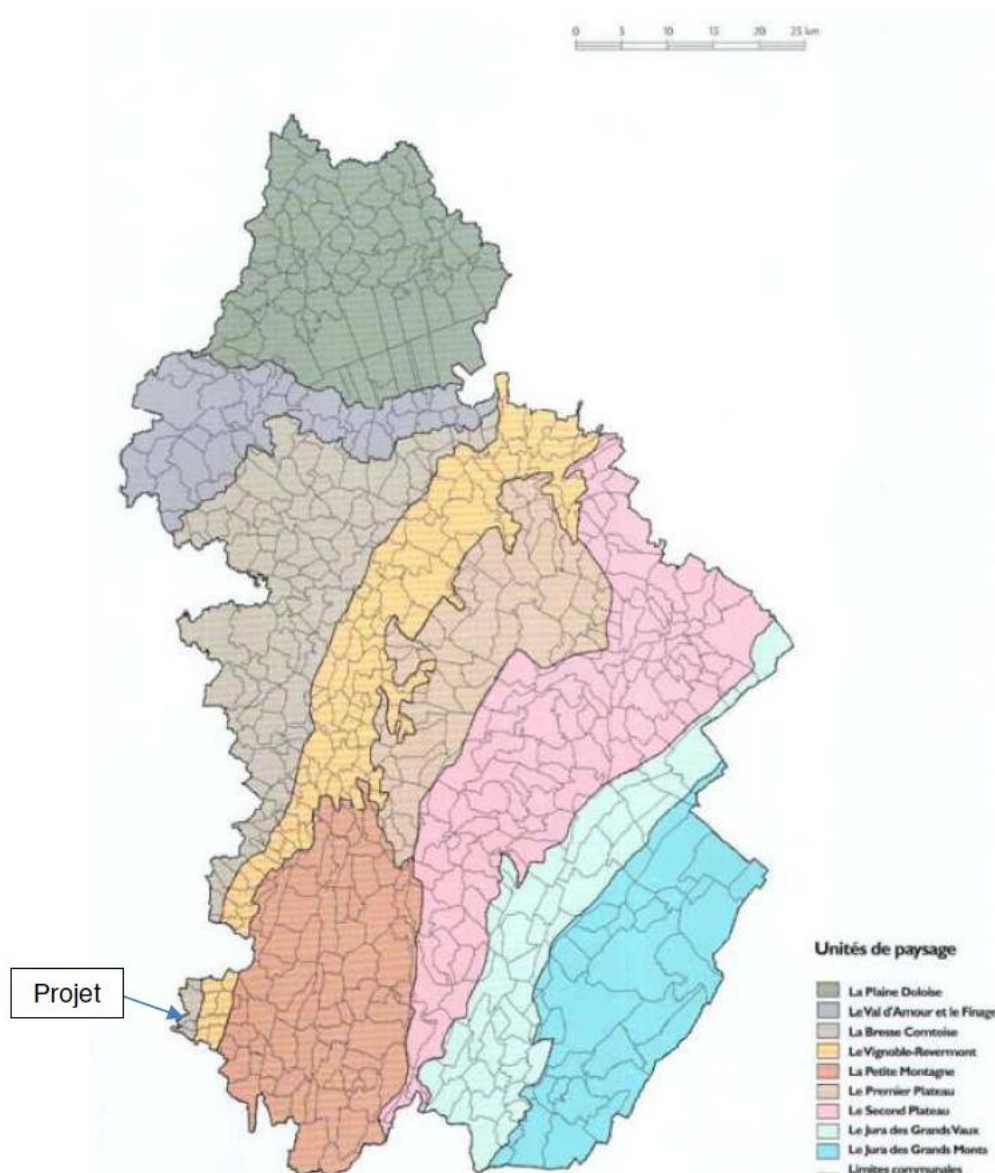 0 5 10 15 20 25 km
Projet
Unités de paysage
La Plaine Doloise
Le Val d'Amour et le Finage
La Bresse Comtoise
Le Vignoble-Revermont
La Petite Montagne
Le Premier Plateau
Le Second Plateau
Le Jura des Grands Vaux
Le Jura des Grands Monts
Limites communales